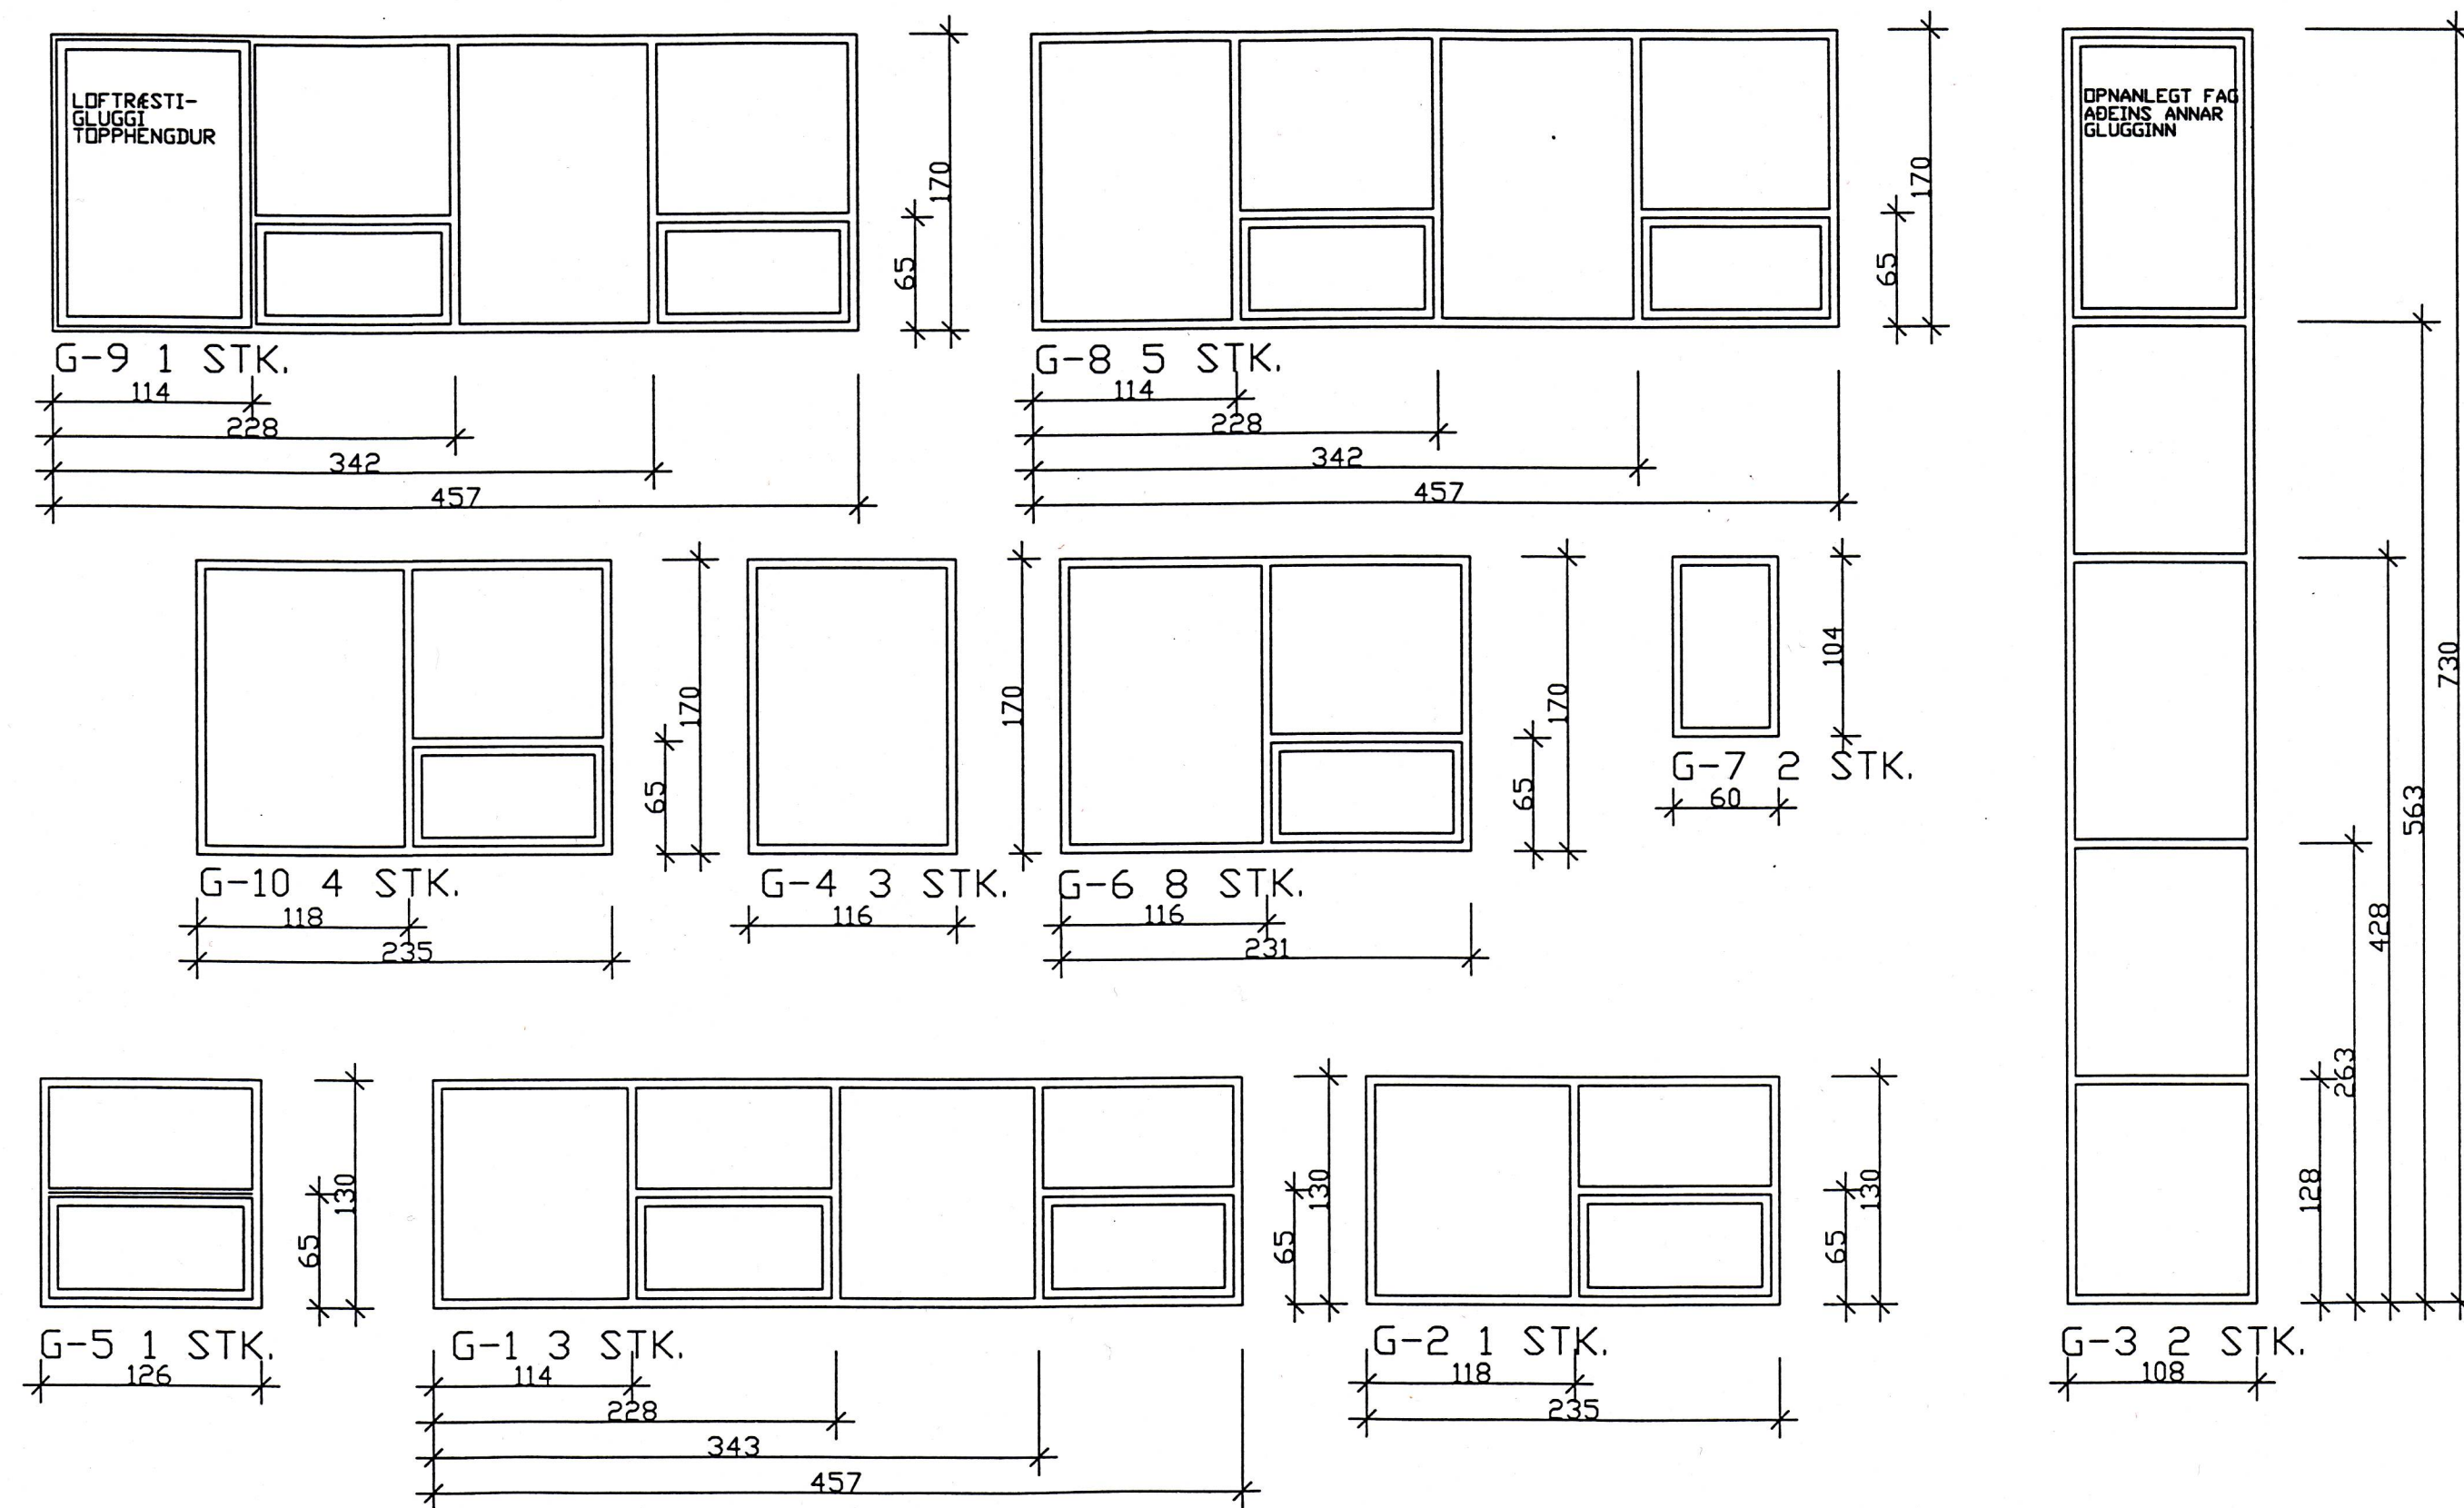 LOFTRÆSTI-
GLUGGI
TOPPHENGDUR
170
65
G-9 1 STK.
114
228
342
457
170
65
G-8 5 STK.
114
228
342
457
OPNANLEGT FAG
AÐEINS ANNAR
GLUGGINN
730
563
428
263
128
G-3 2 STK.
108
170
65
G-10 4 STK.
118
235
170
G-4 3 STK.
116
170
65
G-6 8 STK.
116
231
104
G-7 2 STK.
60
130
65
G-5 1 STK.
126
130
65
G-1 3 STK.
114
228
343
457
130
65
G-2 1 STK.
118
235